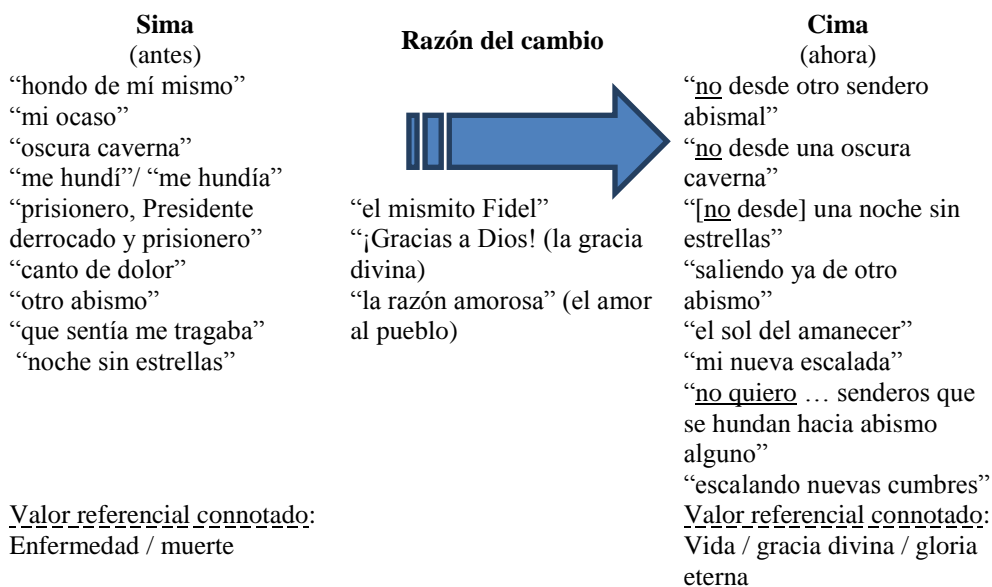 Sima
(antes)
“hondo de mí mismo”
“mi ocaso”
“oscura caverna”
“me hundí”/ “me hundía”
“prisionero, Presidente
derrocado y prisionero”
“canto de dolor”
“otro abismo”
“que sentía me tragaba”
“noche sin estrellas”
Valor referencial connotado:
Enfermedad / muerte
Razón del cambio
“el mismito Fidel”
“¡Gracias a Dios! (la gracia
divina)
“la razón amorosa” (el amor
al pueblo)
Cima
(ahora)
“no desde otro sendero
abismal”
“no desde una oscura
caverna”
“[no desde] una noche sin
estrellas”
“saliendo ya de otro
abismo”
“el sol del amanecer”
“mi nueva escalada”
“no quiero … senderos que
se hundan hacia abismo
alguno”
“escalando nuevas cumbres”
Valor referencial connotado:
Vida / gracia divina / gloria
eterna